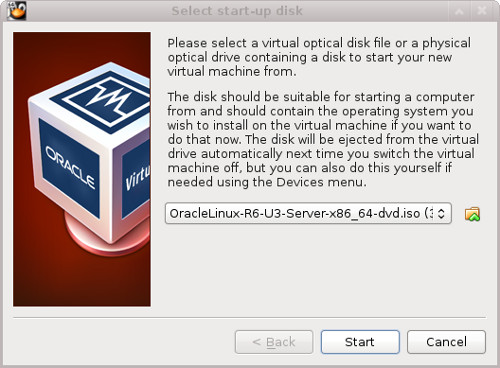 Select start-up disk
Please select a virtual optical disk file or a physical
optical drive containing a disk to start your new
virtual machine from.
The disk should be suitable for starting a computer
from and should contain the operating system you
wish to install on the virtual machine if you want to
do that now. The disk will be ejected from the virtual
drive automatically next time you switch the virtual
machine off, but you can also do this yourself if
needed using the Devices menu.
ORACLE
Virtu
OracleLinux-R6-U3-Server-x86_64-dvd.iso (3
< Back
Start
Cancel